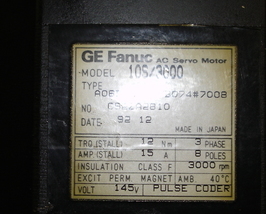 GE Fanuc AC Servo Motor
MODEL 10S/3000
TYPE
NO
DATE 92 12
MADE IN JAPAN
TRQ.(STALL) 12 Nm 3 PHASE
AMP.(STALL) 15 A 8 POLES
INSULATION CLASS F 3000 rpm
EXCIT PERM. MAGNET AMB 40°C
VOLT 145V PULSE CODER